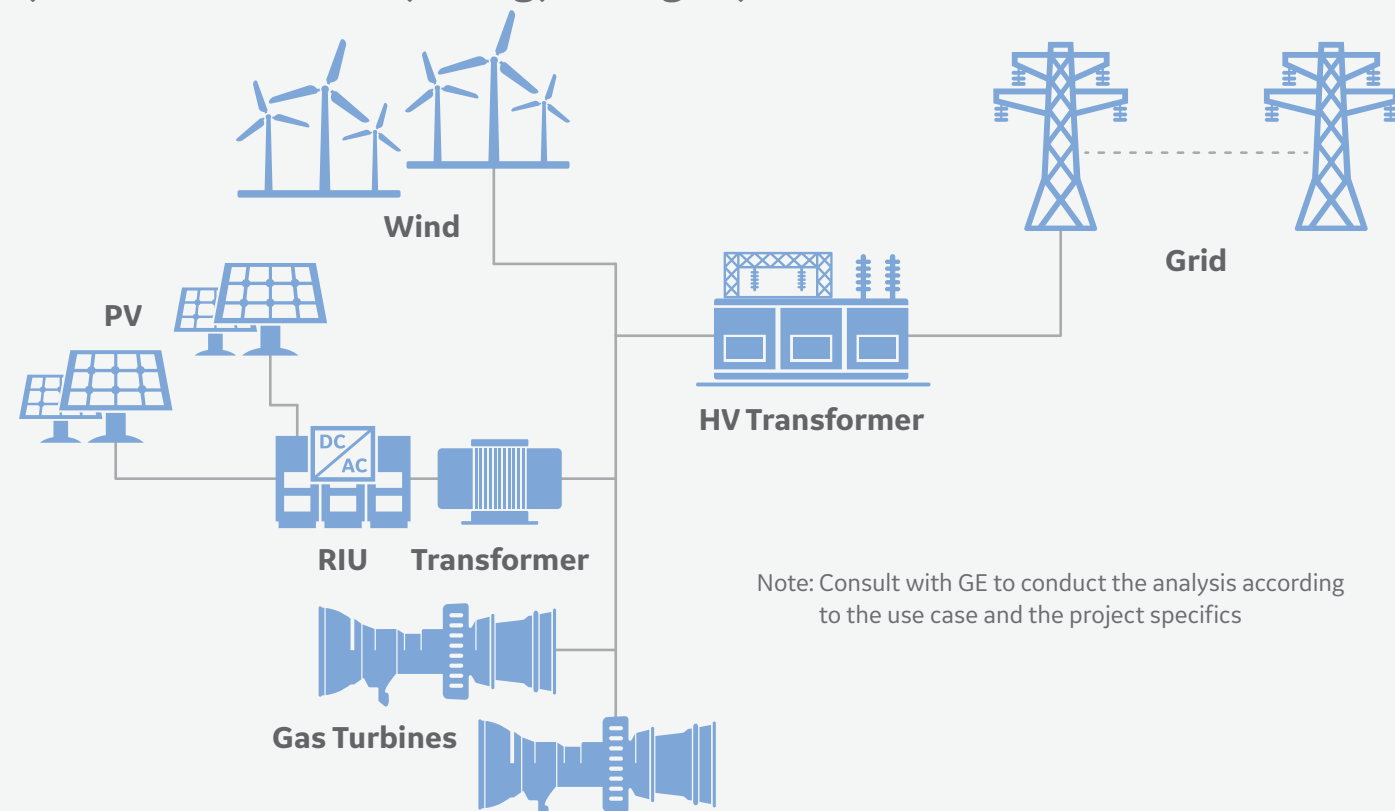 Wind
Grid
PV
DC
AC
HV Transformer
RIU
Transformer
Note: Consult with GE to conduct the analysis according
to the use case and the project specifics
Gas Turbines